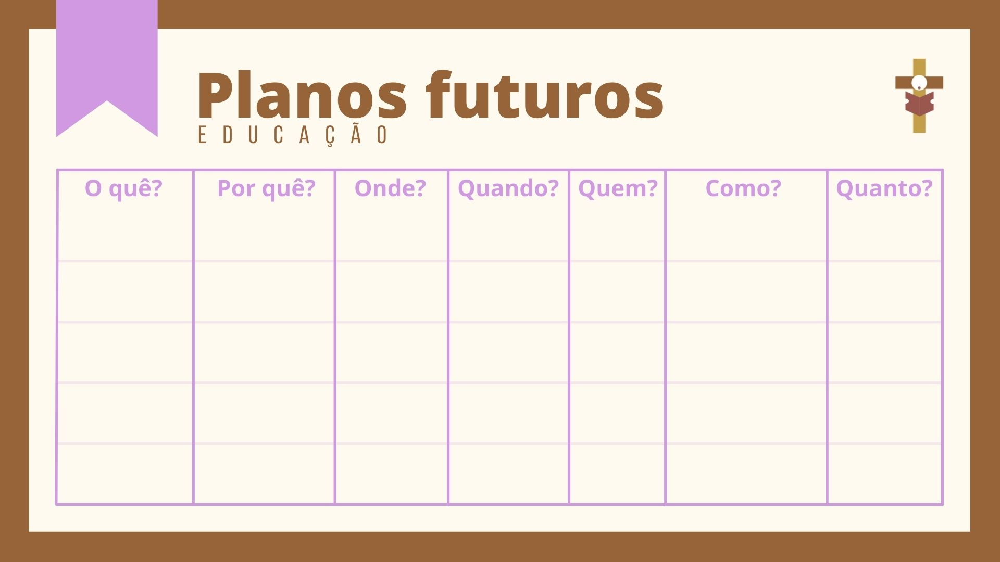 Planos futuros
EDUCAÇÃO
O quê? Por quê? Onde? Quando? Quem? Como? Quanto?